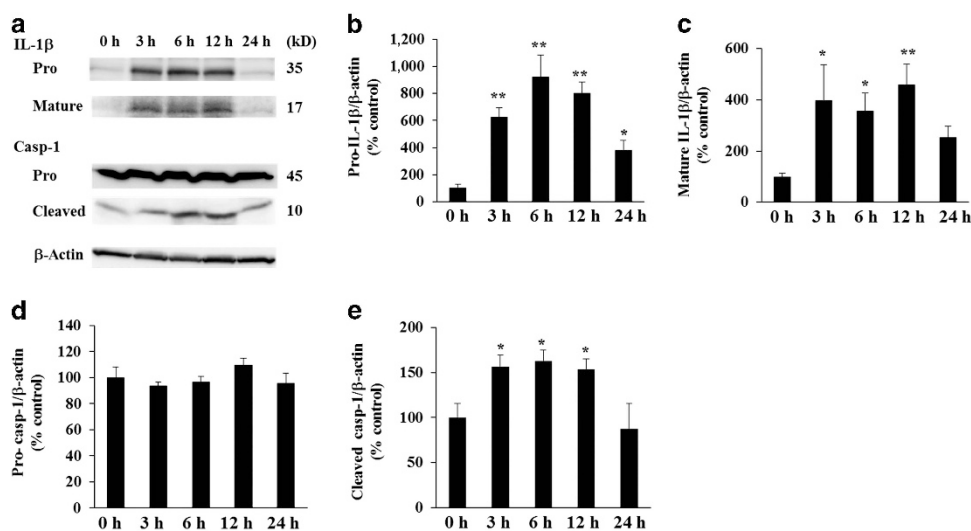 a
IL-1β 0 h 3 h 6 h 12 h 24 h (kD)
Pro 35
Mature 17
Casp-1
Pro 45
Cleaved 10
β-Actin
b
Pro-IL-1β/β-actin
(% control)
1,200
1,000
800
600
400
200
0
** ** ** *
0 h 3 h 6 h 12 h 24 h
c
Mature IL-1β/β-actin
(% control)
600
400
200
0
* * **
0 h 3 h 6 h 12 h 24 h
d
Pro- casp-1/β-actin
(% control)
140
120
100
80
60
40
20
0
0 h 3 h 6 h 12 h 24 h
e
Cleaved casp-1/β-actin
(% control)
200
150
100
50
0
* * *
0 h 3 h 6 h 12 h 24 h